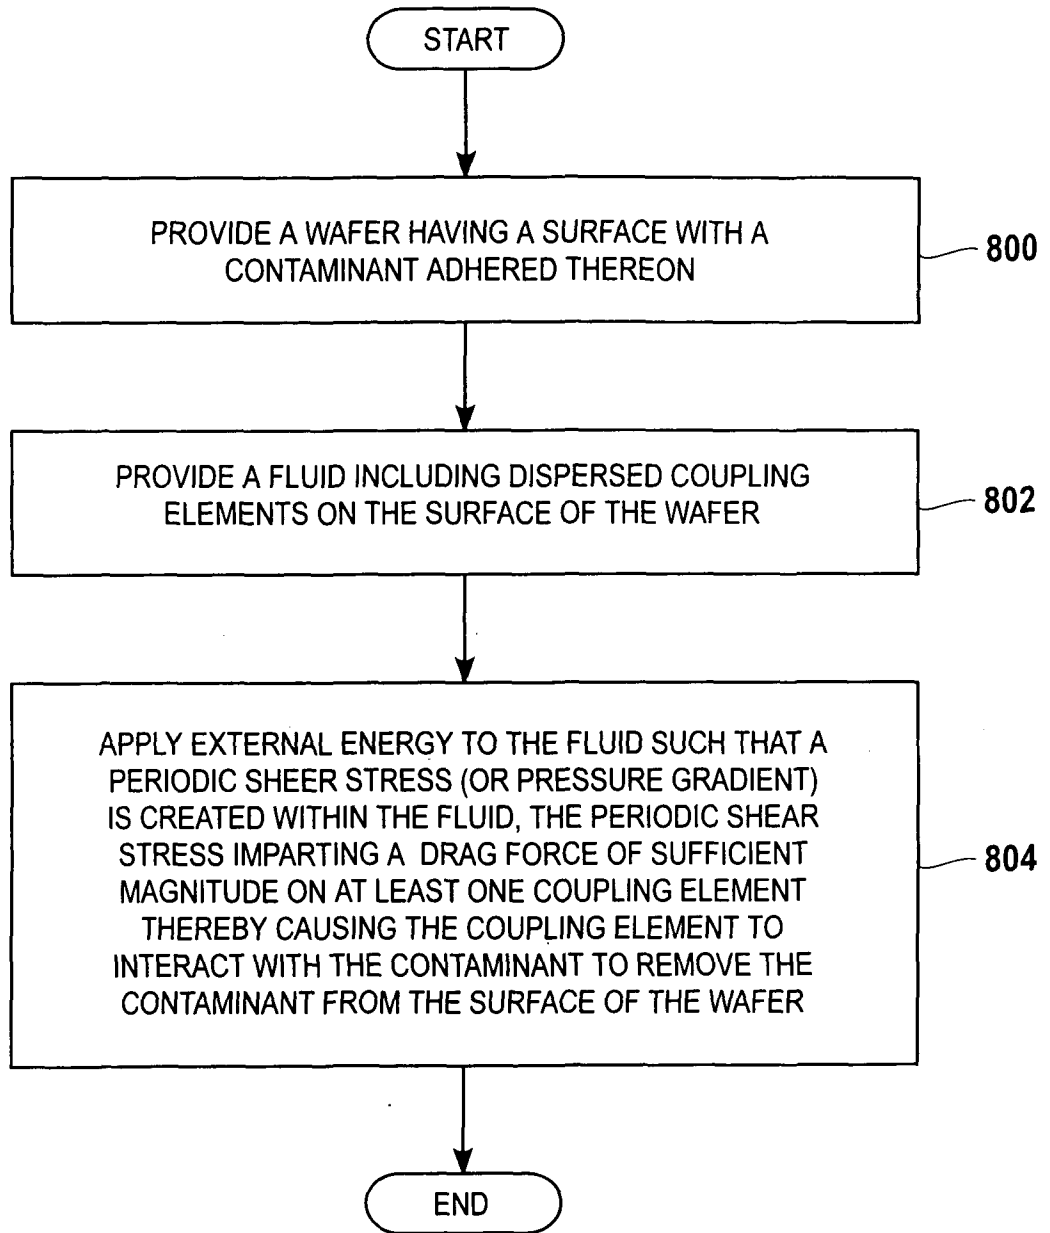 START
PROVIDE A WAFER HAVING A SURFACE WITH A
CONTAMINANT ADHERED THEREON
800
PROVIDE A FLUID INCLUDING DISPERSED COUPLING
ELEMENTS ON THE SURFACE OF THE WAFER
802
APPLY EXTERNAL ENERGY TO THE FLUID SUCH THAT A
PERIODIC SHEER STRESS (OR PRESSURE GRADIENT)
IS CREATED WITHIN THE FLUID, THE PERIODIC SHEAR
STRESS IMPARTING A DRAG FORCE OF SUFFICIENT
MAGNITUDE ON AT LEAST ONE COUPLING ELEMENT
THEREBY CAUSING THE COUPLING ELEMENT TO
INTERACT WITH THE CONTAMINANT TO REMOVE THE
CONTAMINANT FROM THE SURFACE OF THE WAFER
804
END